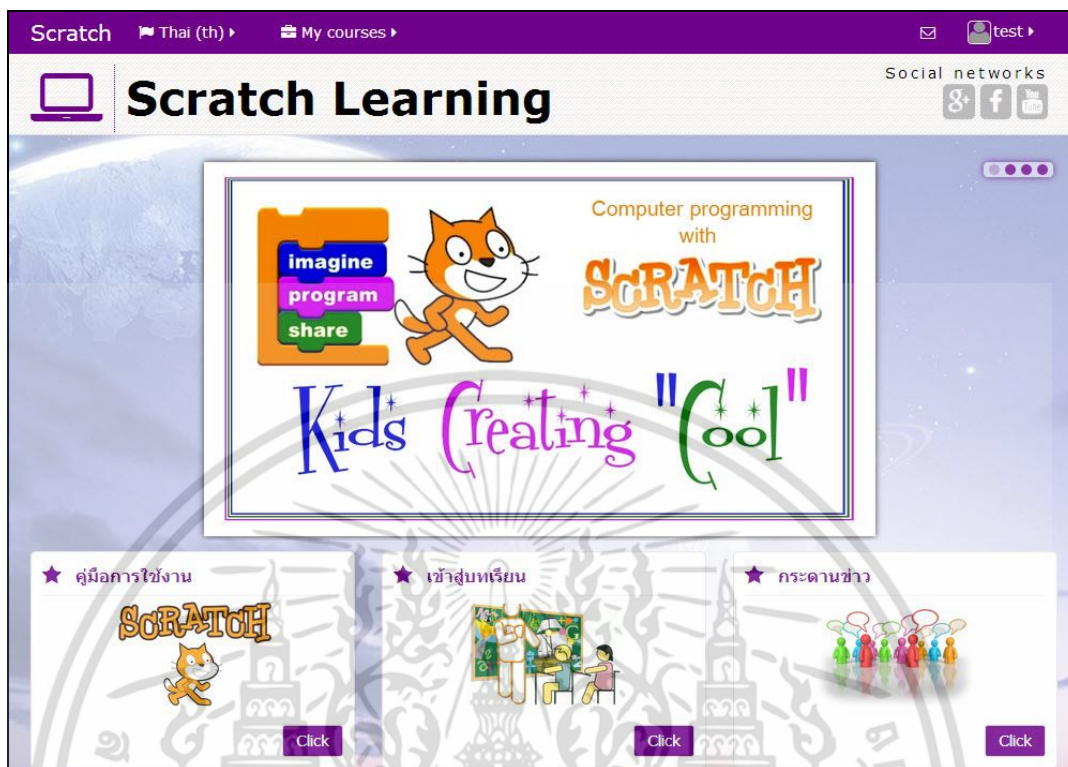 Scratch Thai (th) My courses test
Social networks
Scratch Learning
g+ f You Tube
Computer programming
with
SCRATCH
imagine
program
share
Kids Creating "Cool"
คู่มือการใช้งาน
เข้าสู่บทเรียน
กระดานข่าว
SCRATCH
Click
Click
Click